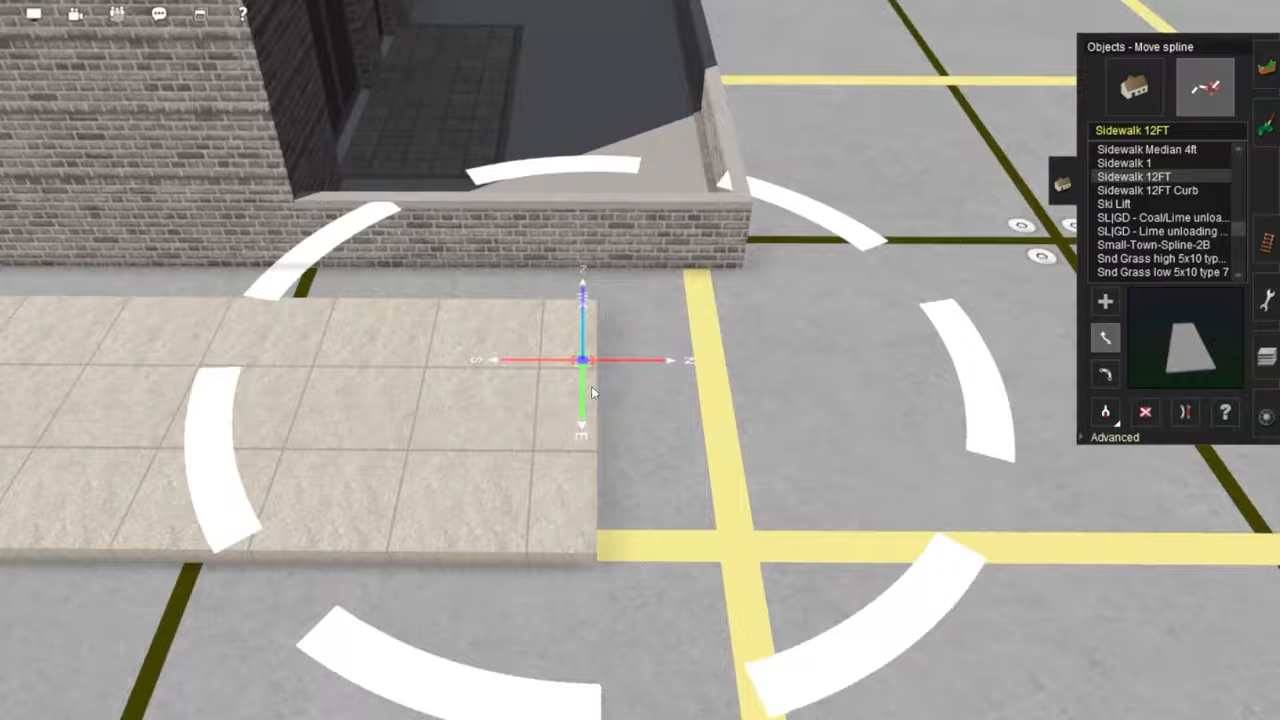 ?
Objects - Move spline
Sidewalk 12FT
Sidewalk Median 4ft
Sidewalk 1
Sidewalk 12FT
Sidewalk 12FT Curb
Ski Lift
SL|GD - Coal/Lime unloa...
SL|GD - Lime unloading ...
Small-Town-Spline-2B
Snd Grass high 5x10 typ...
Snd Grass low 5x10 type 7
Z
S
N
E
?
Advanced